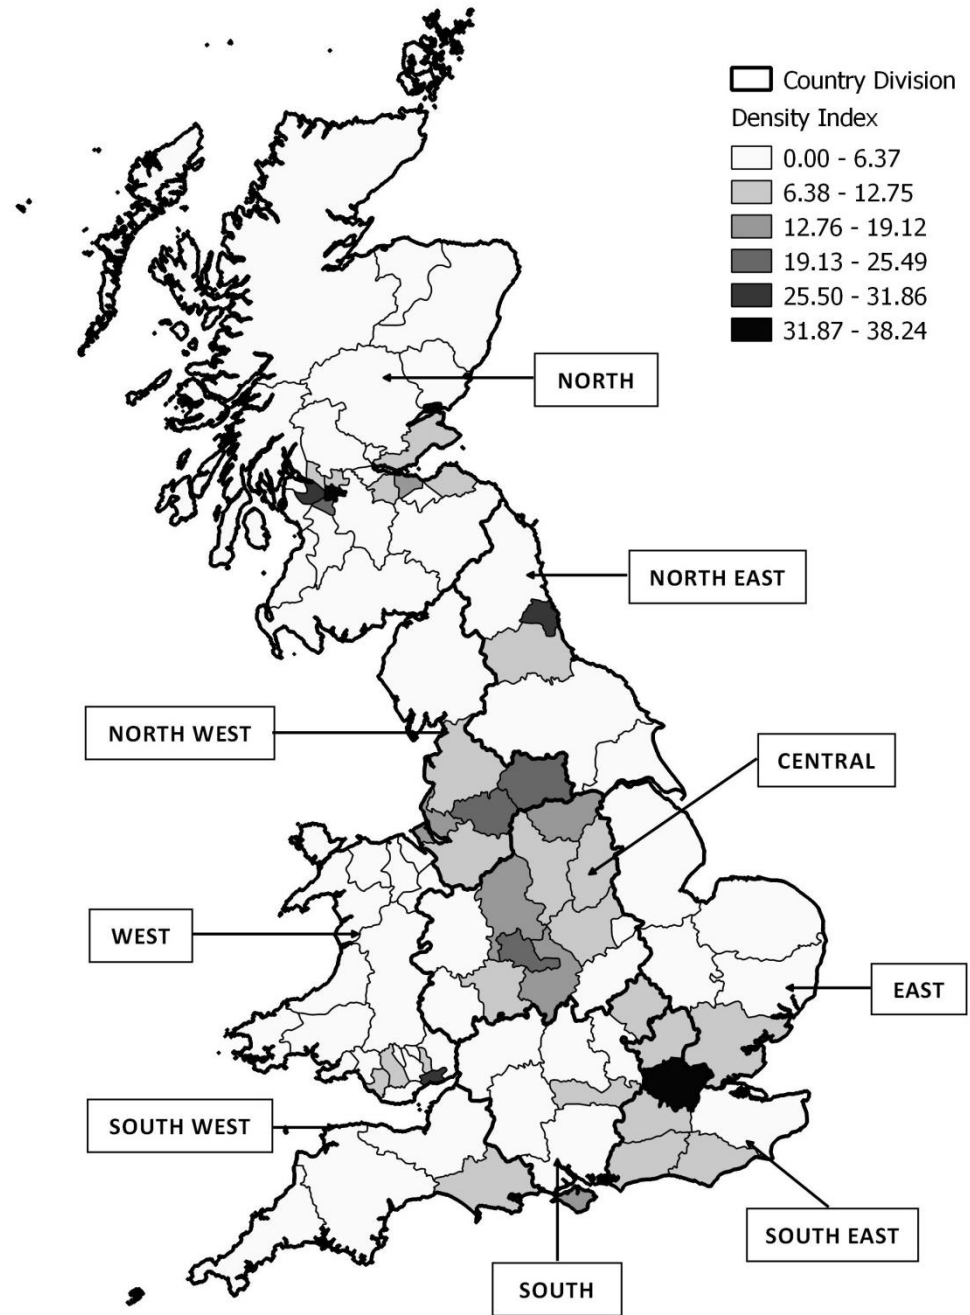 Country Division
Density Index
0.00 - 6.37
6.38 - 12.75
12.76 - 19.12
19.13 - 25.49
25.50 - 31.86
31.87 - 38.24
NORTH
NORTH EAST
NORTH WEST
CENTRAL
WEST
EAST
SOUTH WEST
SOUTH EAST
SOUTH